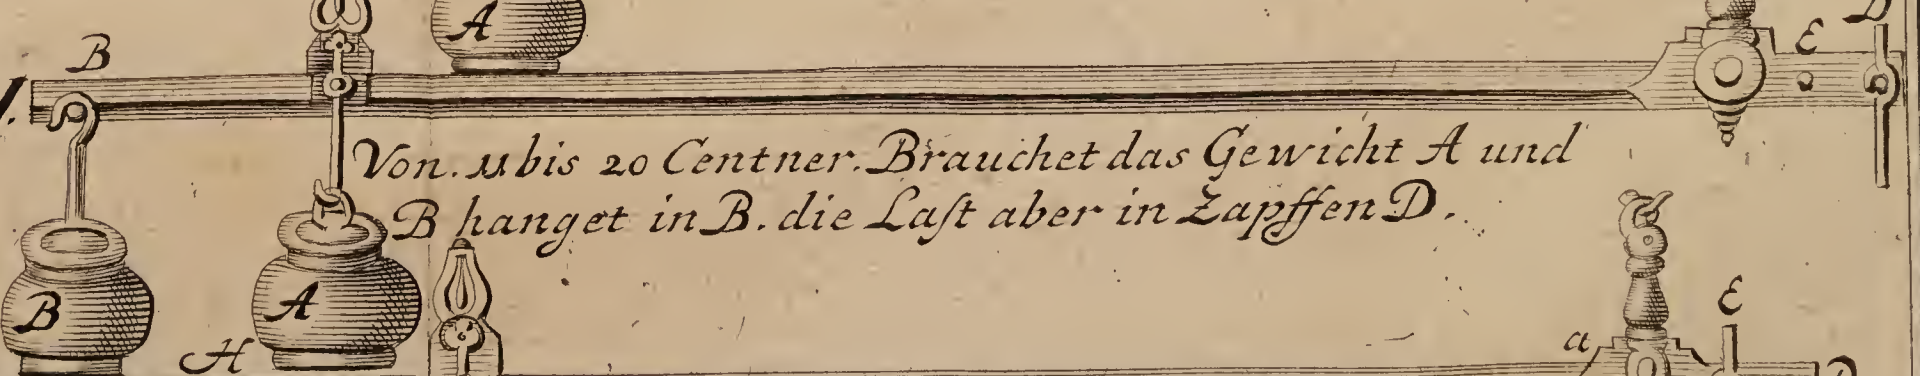 A
D
B
E
V.
Von. 11 bis 20 Centner. Brauchet das Gewicht A und
B hanget in B. die Laſt aber in Zapffen D.
B
A
E
H
a
D